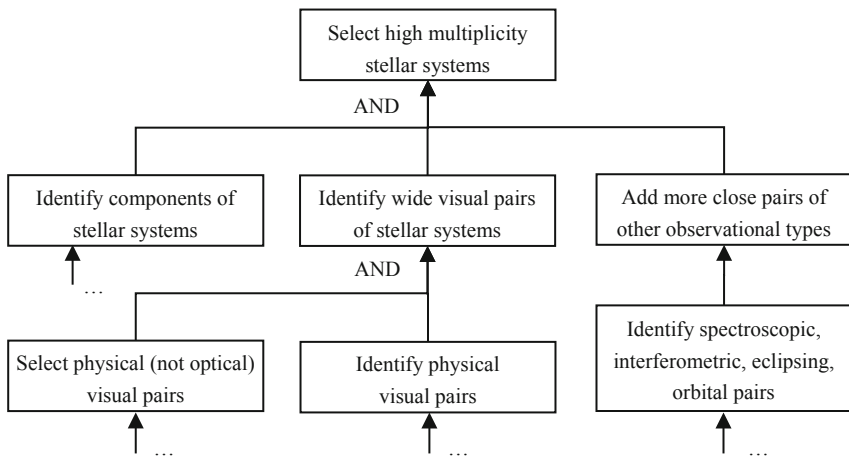 Select high multiplicity
stellar systems
AND
Identify components of
stellar systems
Identify wide visual pairs
of stellar systems
Add more close pairs of
other observational types
...
AND
Select physical (not optical)
visual pairs
Identify physical
visual pairs
Identify spectroscopic,
interferometric, eclipsing,
orbital pairs
...
...
...